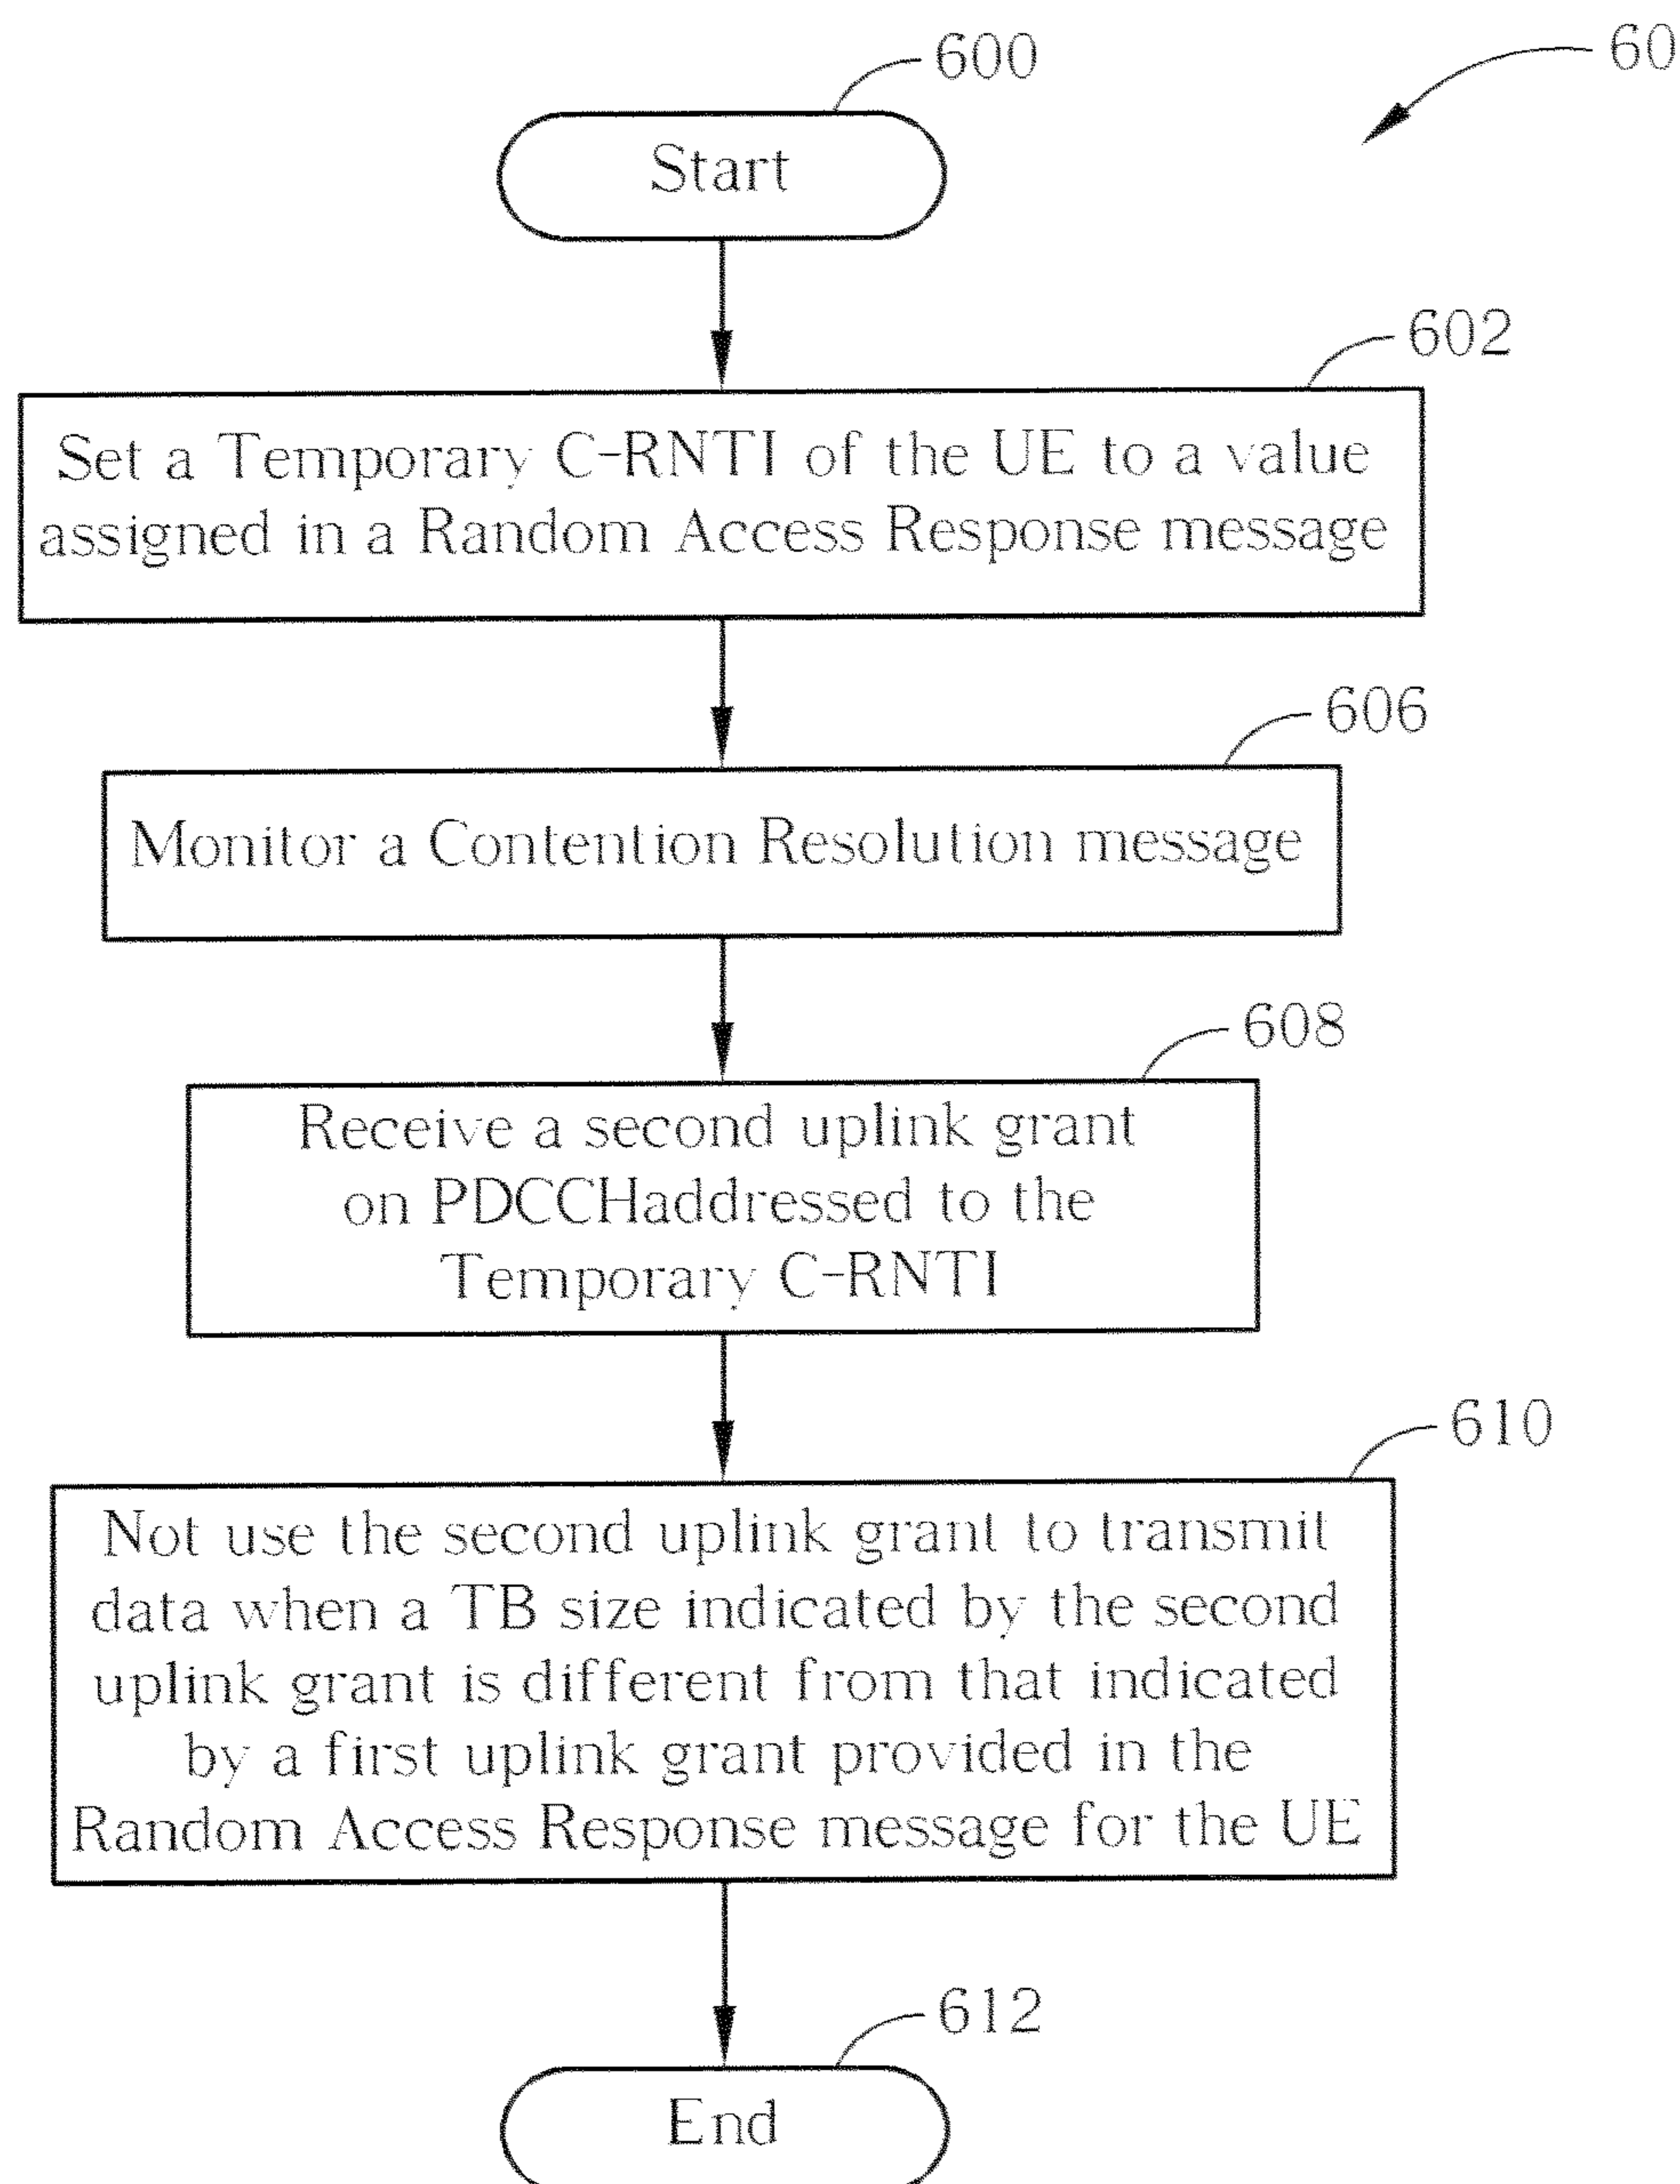 600
60
Start
602
Set a Temporary C-RNTI of the UE to a value
assigned in a Random Access Response message
606
Monitor a Contention Resolution message
608
Receive a second uplink grant
on PDCCHaddressed to the
Temporary C-RNTI
610
Not use the second uplink grant to transmit
data when a TB size indicated by the second
uplink grant is different from that indicated
by a first uplink grant provided in the
Random Access Response message for the UE
612
End